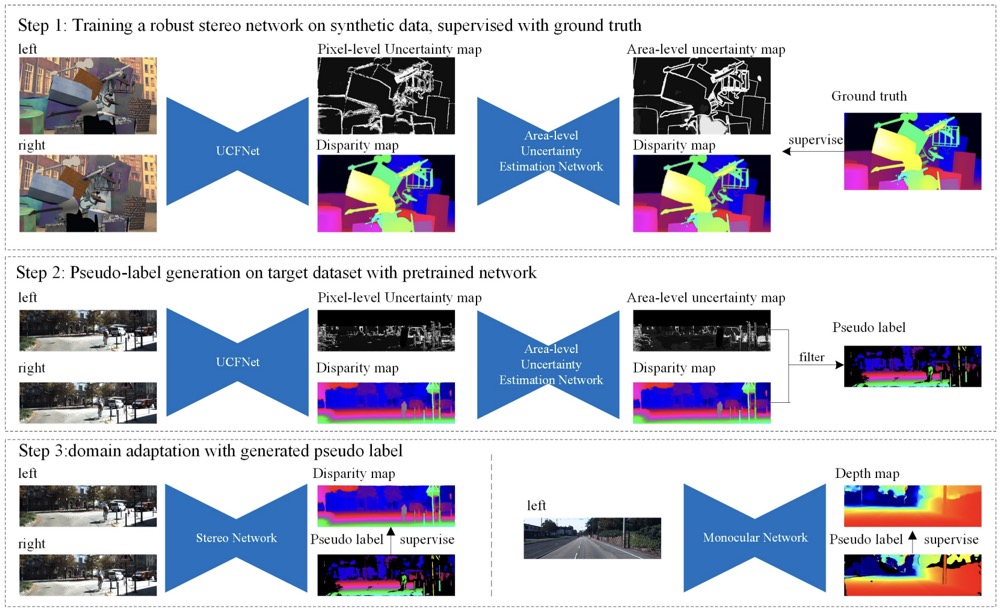 Step 1: Training a robust stereo network on synthetic data, supervised with ground truth
left
Pixel-level Uncertainty map
Area-level uncertainty map
Ground truth
UCFNet
Area-level
Uncertainty
Estimation Network
supervise
right
Disparity map
Disparity map
Step 2: Pseudo-label generation on target dataset with pretrained network
left
Pixel-level Uncertainty map
Area-level uncertainty map
Pseudo label
UCFNet
Area-level
Uncertainty
Estimation Network
filter
right
Disparity map
Disparity map
Step 3:domain adaptation with generated pseudo label
left
Disparity map
Stereo Network
right
Pseudo label
supervise
left
Depth map
Monocular Network
Pseudo label
supervise